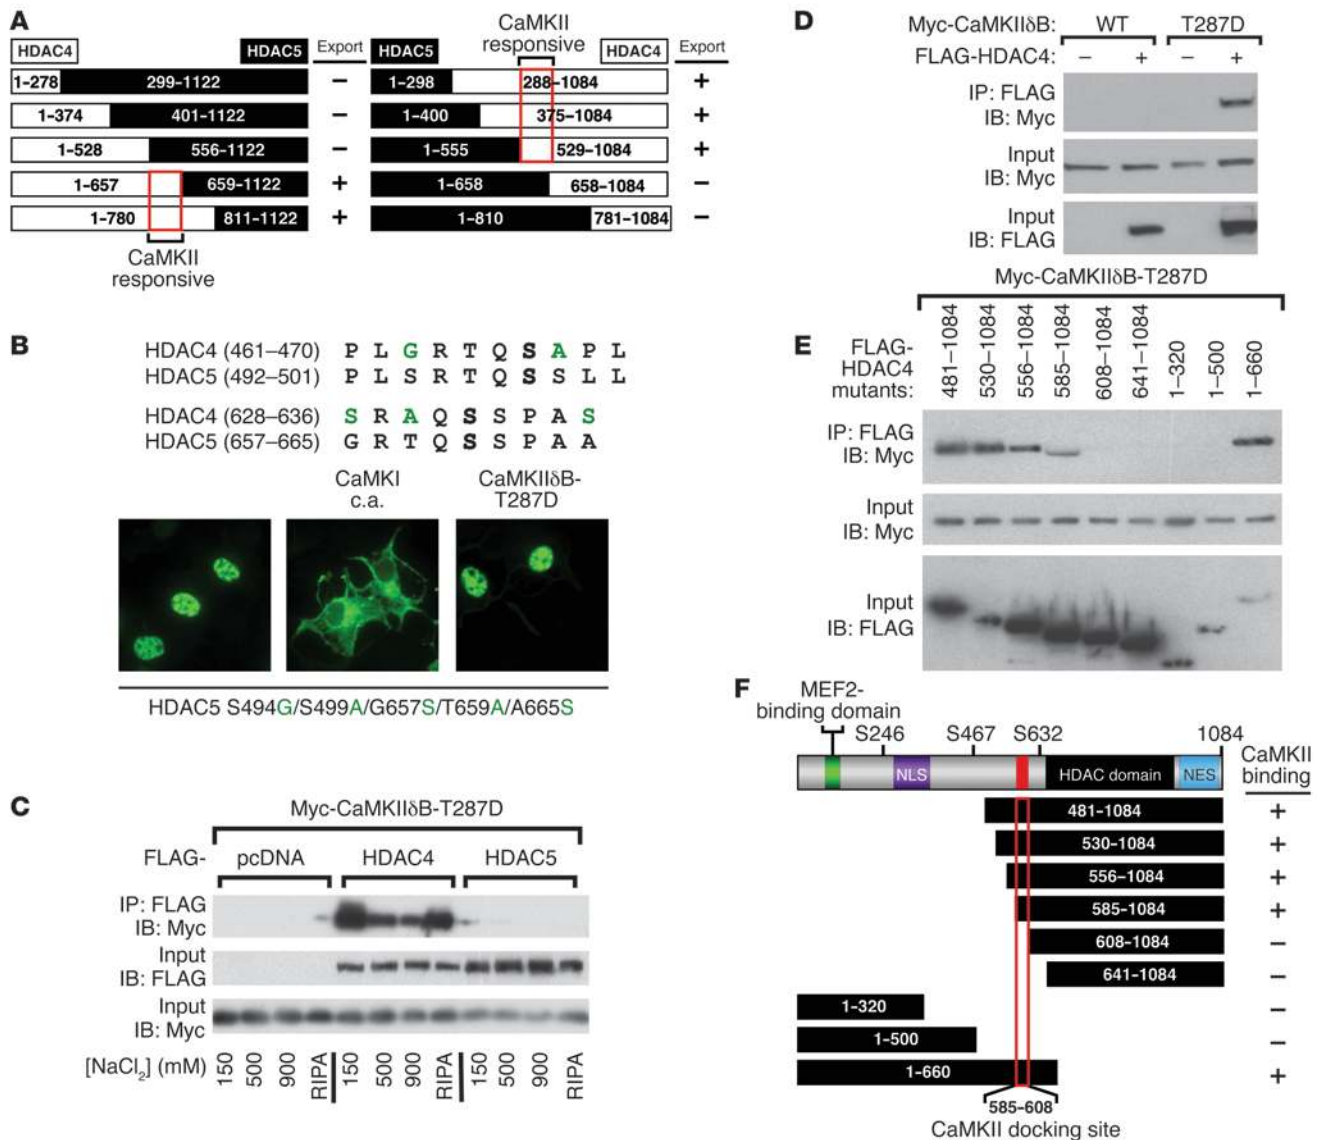 A
HDAC4 HDAC5 Export
1–278 299–1122 –
1–374 401–1122 –
1–528 556–1122 –
1–657 659–1122 +
1–780 811–1122 +
CaMKII
responsive
CaMKII
responsive
HDAC5 HDAC4 Export
1–298 288–1084 +
1–400 375–1084 +
1–555 529–1084 +
1–658 658–1084 –
1–810 781–1084 –
B
HDAC4 (461–470) P L G R T Q S A P L
HDAC5 (492–501) P L S R T Q S S L L
HDAC4 (628–636) S R A Q S S P A S
HDAC5 (657–665) G R T Q S S P A A
CaMKI
c.a.
CaMKIIδB-
T287D
HDAC5 S494G/S499A/G657S/T659A/A665S
C
Myc-CaMKIIδB-T287D
FLAG- pcDNA HDAC4 HDAC5
IP: FLAG
IB: Myc
Input
IB: FLAG
Input
IB: Myc
[NaCl₂] (mM) 150 500 900 RIPA 150 500 900 RIPA 150 500 900 RIPA
D
Myc-CaMKIIδB: WT T287D
FLAG-HDAC4: – + – +
IP: FLAG
IB: Myc
Input
IB: Myc
Input
IB: FLAG
E
Myc-CaMKIIδB-T287D
FLAG-
HDAC4
mutants:
481–1084 530–1084 556–1084 585–1084 608–1084 641–1084 1–320 1–500 1–660
IP: FLAG
IB: Myc
Input
IB: Myc
Input
IB: FLAG
F
MEF2-
binding domain
S246 S467 S632 1084
CaMKII
binding
NLS HDAC domain NES
481–1084 +
530–1084 +
556–1084 +
585–1084 +
608–1084 –
641–1084 –
1–320 –
1–500 –
1–660 +
585–608
CaMKII docking site